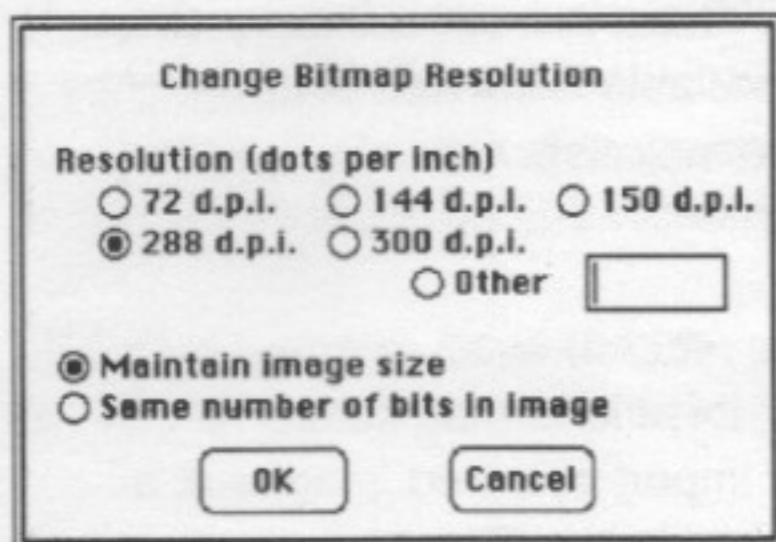 Change Bitmap Resolution
Resolution (dots per inch)
72 d.p.i. 144 d.p.i. 150 d.p.i.
288 d.p.i. 300 d.p.i.
Other
Maintain image size
Same number of bits in image
OK Cancel